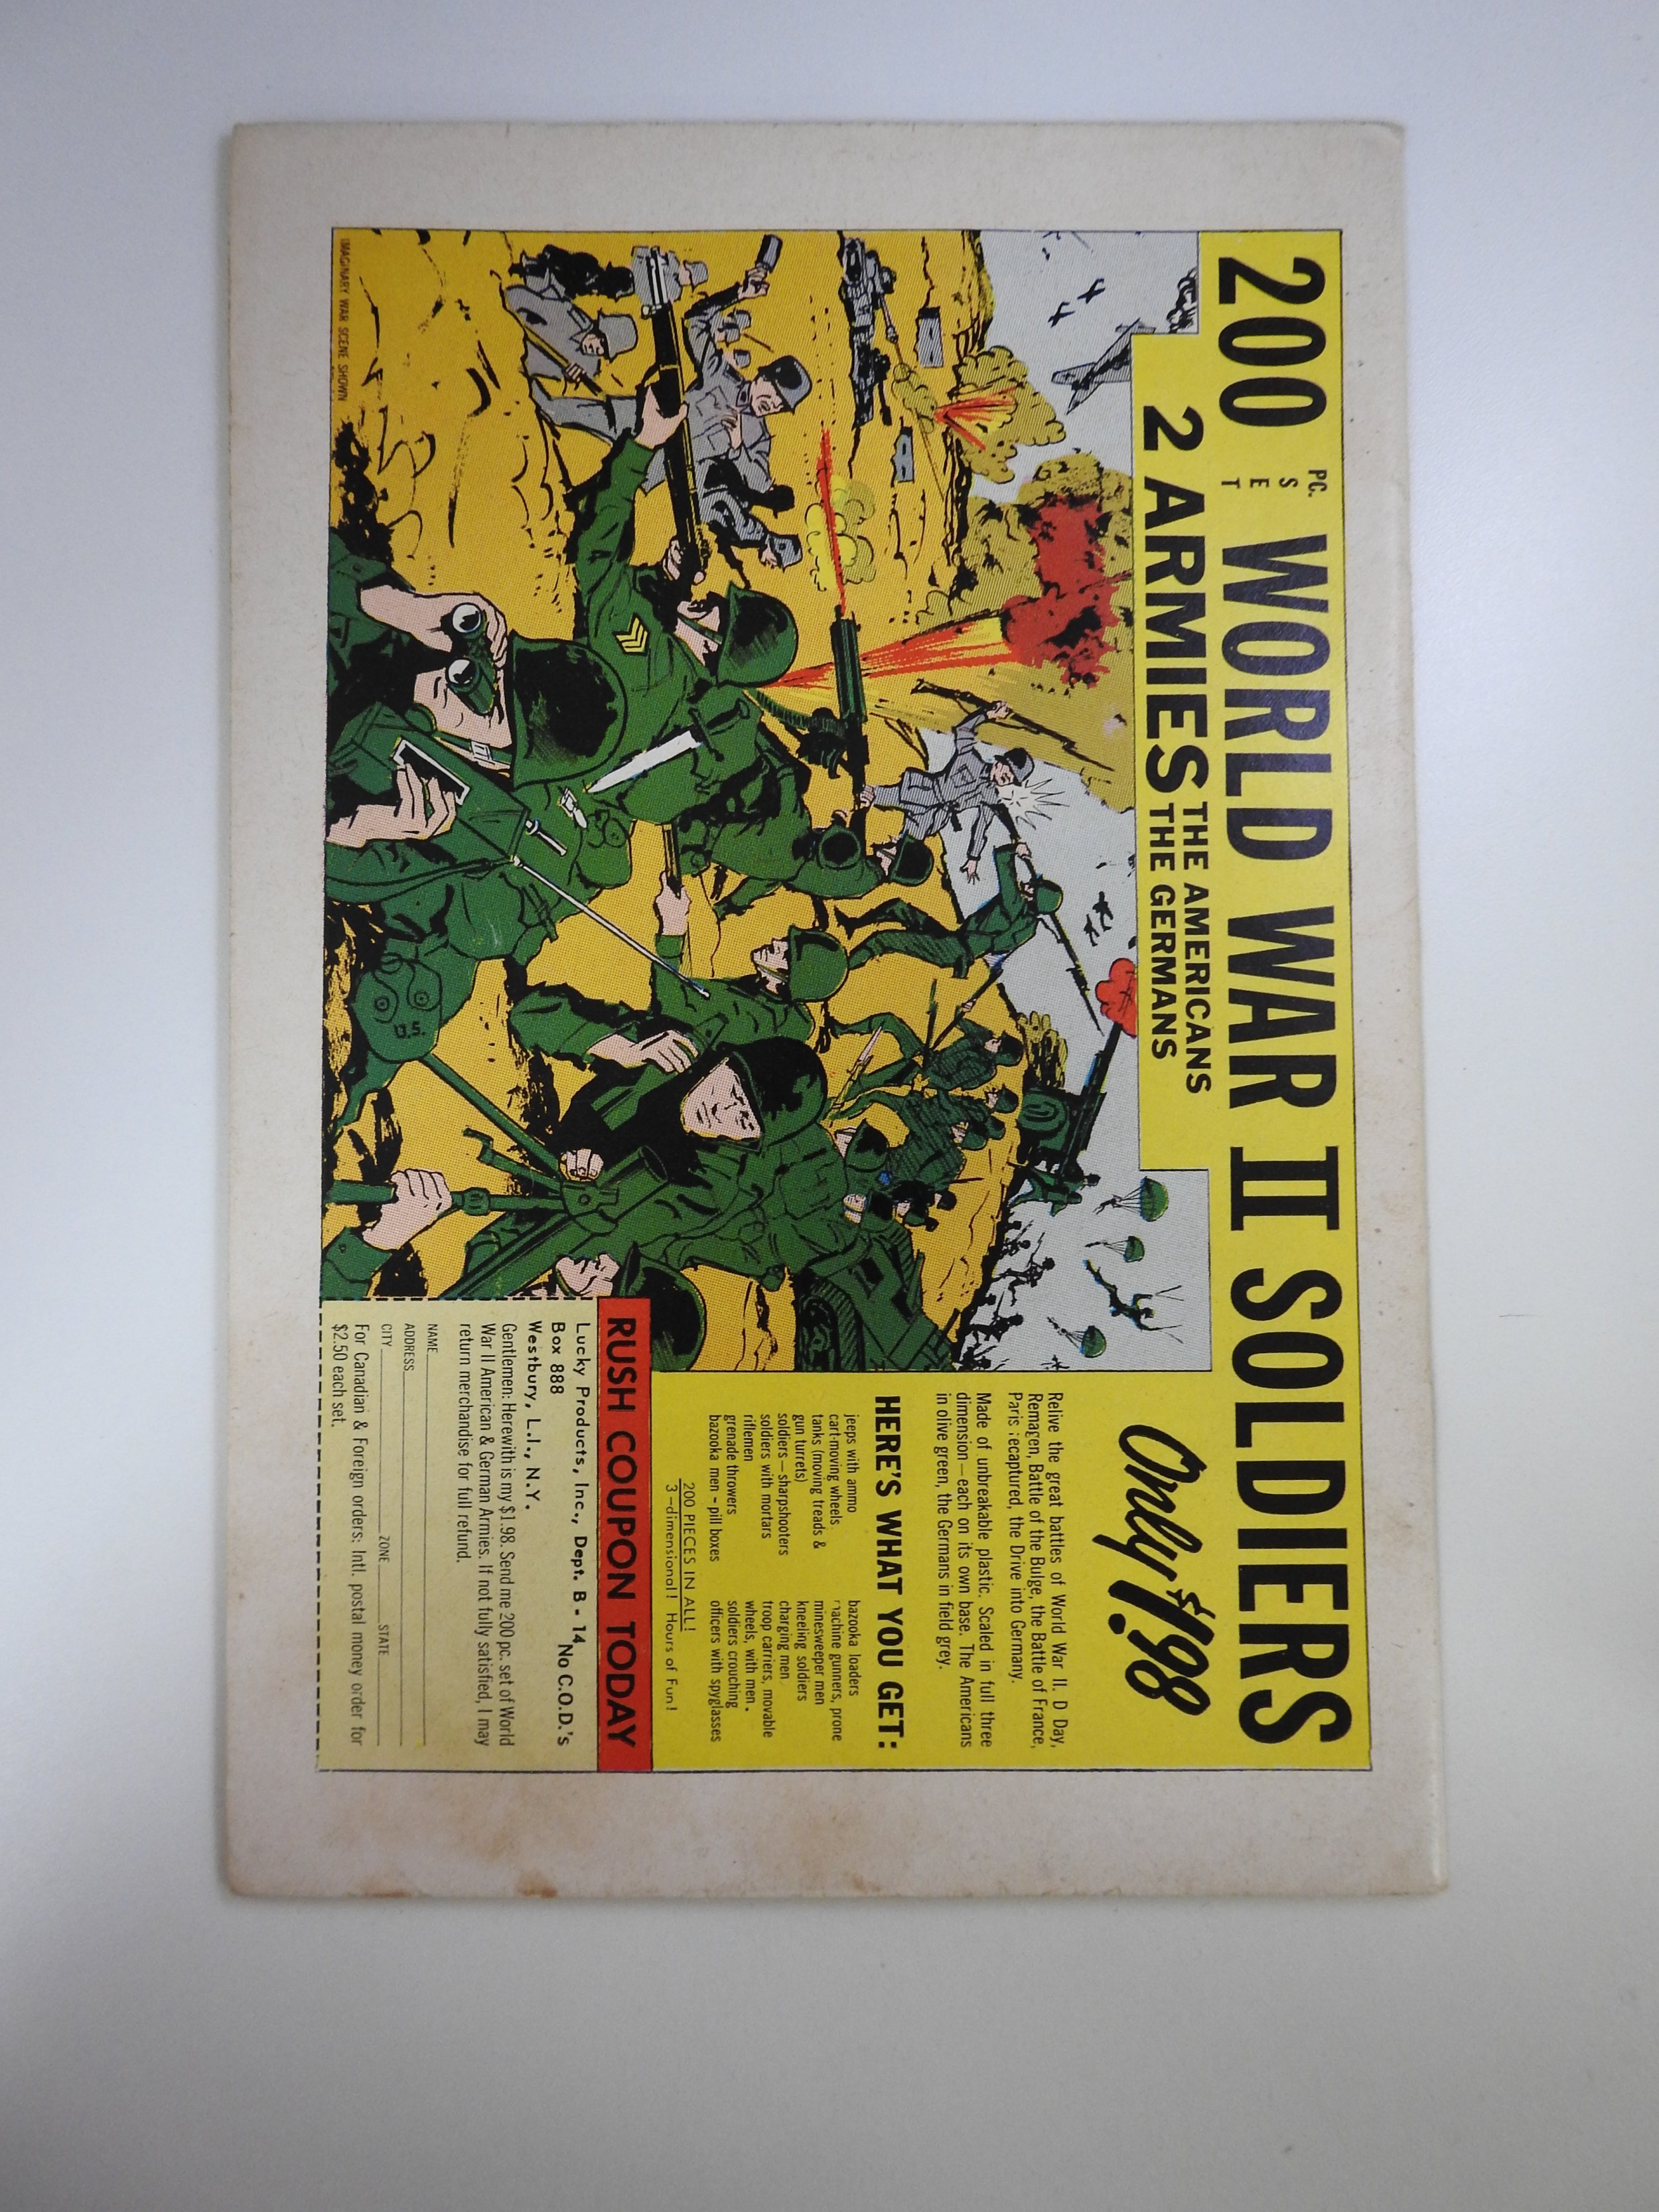 200 PC. SET WORLD WAR II SOLDIERS
2 ARMIES THE AMERICANS
THE GERMANS
Only $1.98
Relive the great battles of World War II. D Day,
Remagen, Battle of the Bulge, the Battle of France,
Paris recaptured, the Drive into Germany.
Made of unbreakable plastic. Scaled in full three
dimension—each on its own base. The Americans
in olive green, the Germans in field grey.
HERE'S WHAT YOU GET:
jeeps with ammo
cart-moving wheels
tanks (moving treads &
gun turrets)
soldiers—sharpshooters
soldiers with mortars
riflemen
grenade throwers
bazooka men - pill boxes
bazooka loaders
machine gunners, prone
minesweeper men
kneeling soldiers
charging men
troop carriers, movable
wheels, with men -
soldiers crouching
officers with spyglasses
200 PIECES IN ALL!
3-dimensional! Hours of Fun!
RUSH COUPON TODAY
Lucky Products, Inc., Dept. B - 14
Box 888 No C.O.D.'s
Westbury, L.I., N.Y.
Gentlemen: Herewith is my $1.98. Send me 200 pc. set of World
War II American & German Armies. If not fully satisfied, I may
return merchandise for full refund.
NAME
ADDRESS
CITY ZONE STATE
For Canadian & Foreign orders: Intl. postal money order for
$2.50 each set.
U.S.
IMAGINARY WAR SCENE SHOWN